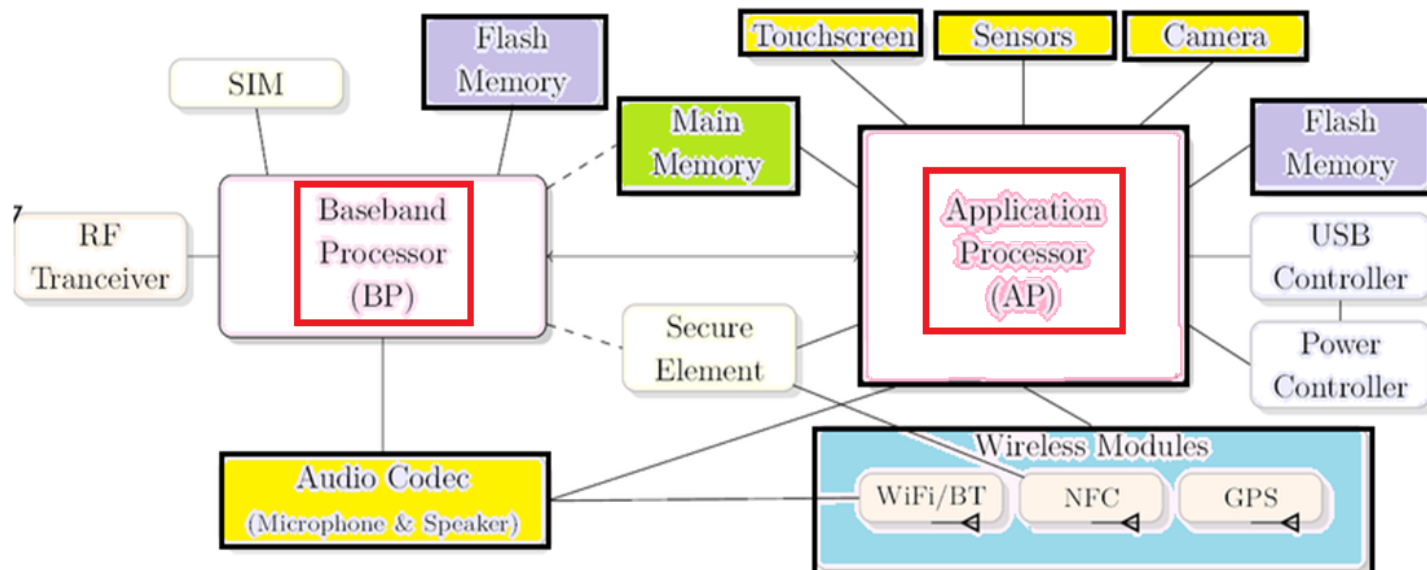 Touchscreen
Sensors
Camera
Flash
Memory
SIM
Main
Memory
Flash
Memory
Baseband
Processor
(BP)
Application
Processor
(AP)
RF
Tranceiver
USB
Controller
Secure
Element
Power
Controller
Wireless Modules
Audio Codec
(Microphone & Speaker)
WiFi/BT
NFC
GPS